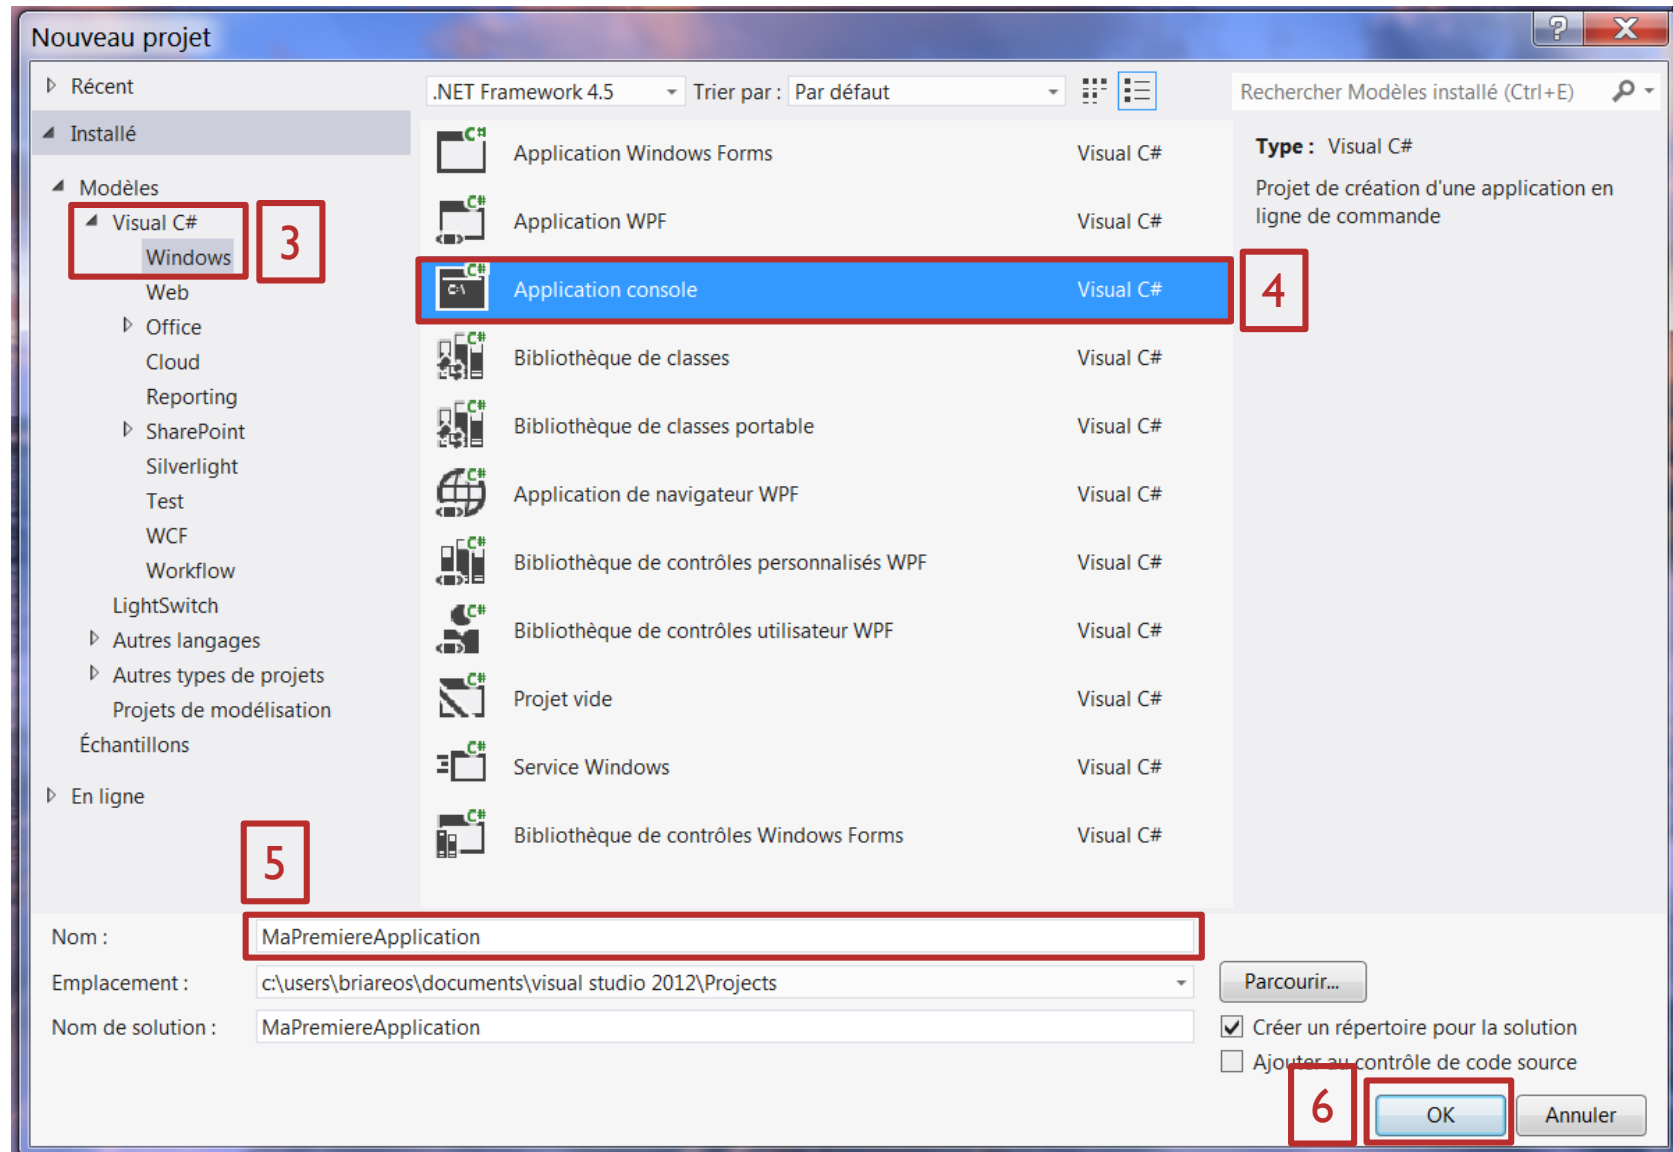 Nouveau projet
?
X
Récent
Installé
Modèles
Visual C#
Windows
3
Web
Office
Cloud
Reporting
SharePoint
Silverlight
Test
WCF
Workflow
LightSwitch
Autres langages
Autres types de projets
Projets de modélisation
Échantillons
En ligne
.NET Framework 4.5
Trier par : Par défaut
Rechercher Modèles installé (Ctrl+E)
C# Application Windows Forms Visual C#
C# Application WPF Visual C#
C# C:\ Application console Visual C#
4
C# Bibliothèque de classes Visual C#
C# Bibliothèque de classes portable Visual C#
C# Application de navigateur WPF Visual C#
C# Bibliothèque de contrôles personnalisés WPF Visual C#
C# Bibliothèque de contrôles utilisateur WPF Visual C#
C# Projet vide Visual C#
C# Service Windows Visual C#
C# Bibliothèque de contrôles Windows Forms Visual C#
Type : Visual C#
Projet de création d'une application en
ligne de commande
5
Nom : MaPremiereApplication
Emplacement : c:\users\briareos\documents\visual studio 2012\Projects
Parcourir...
Nom de solution : MaPremiereApplication
Créer un répertoire pour la solution
Ajouter au contrôle de code source
6
OK
Annuler